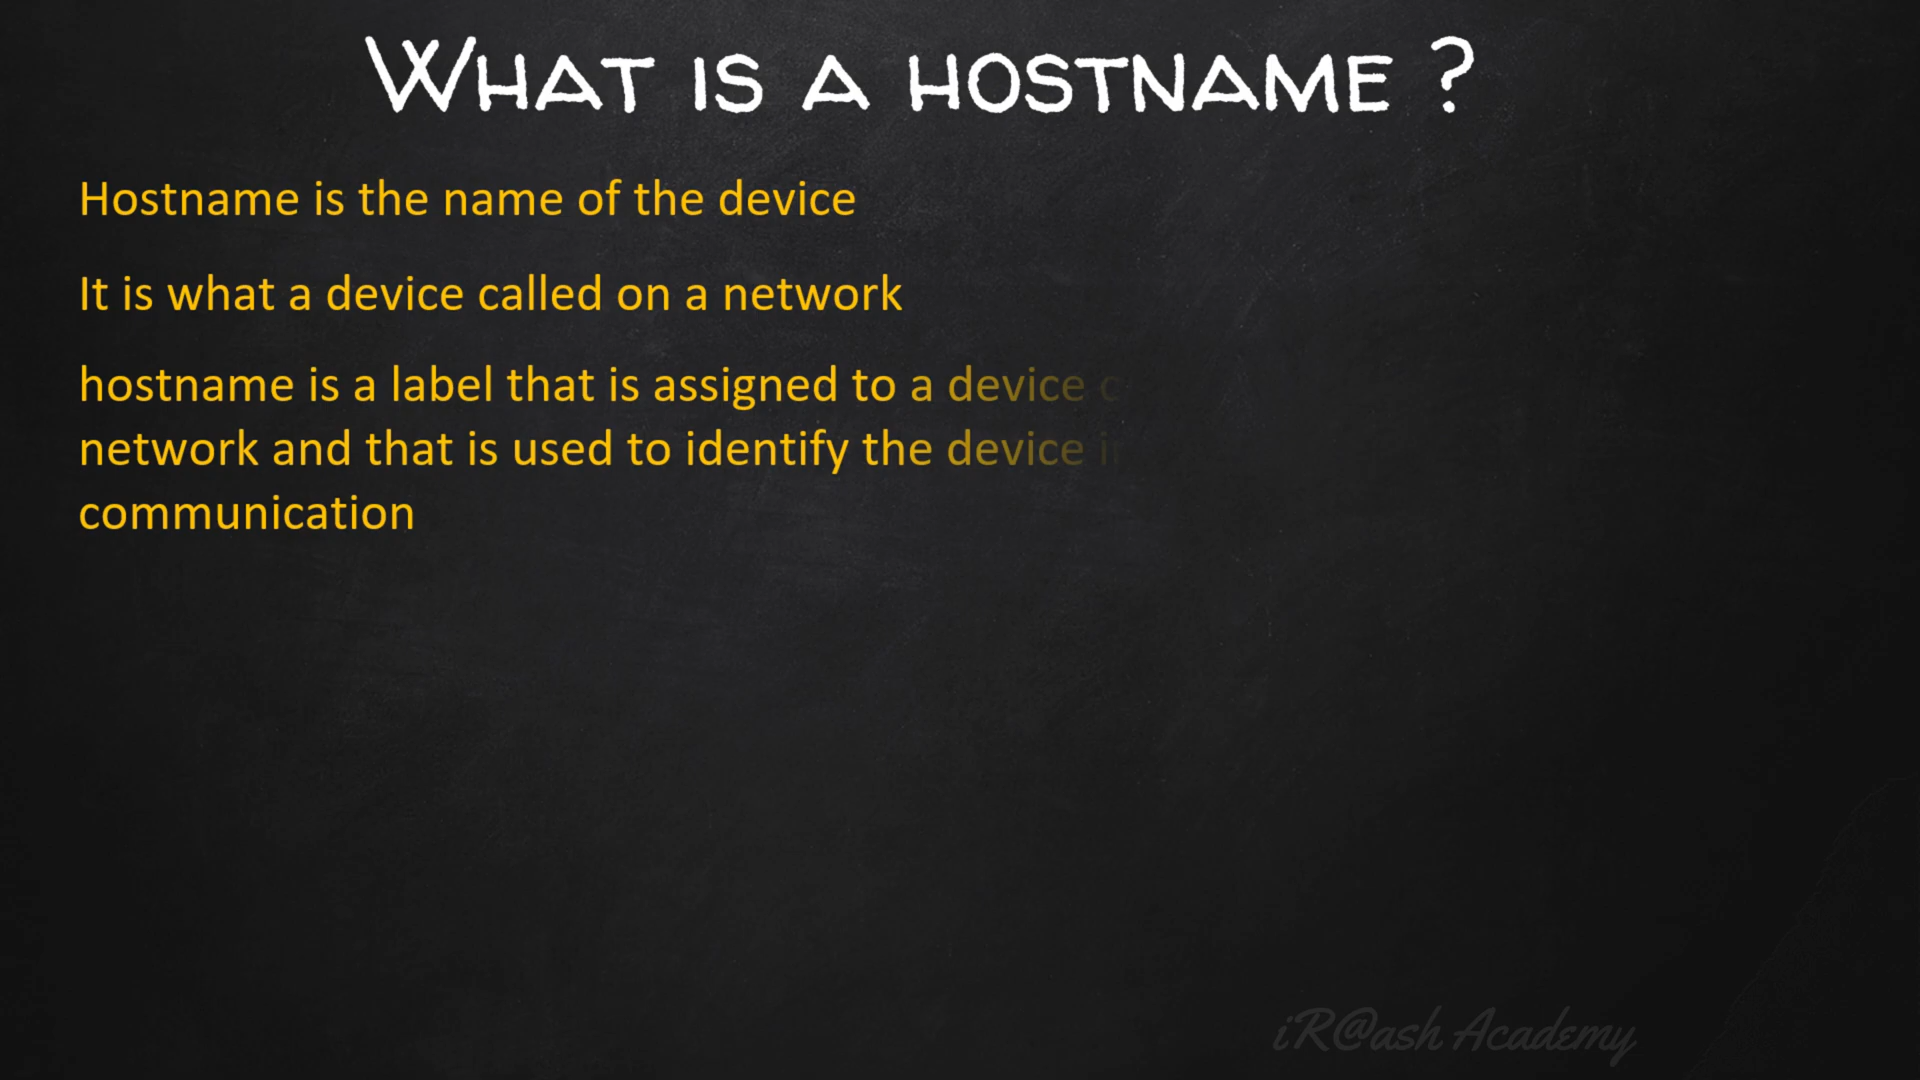 What is a hostname ?
Hostname is the name of the device
It is what a device called on a network
hostname is a label that is assigned to a device
network and that is used to identify the device
communication
iR@ash Academy